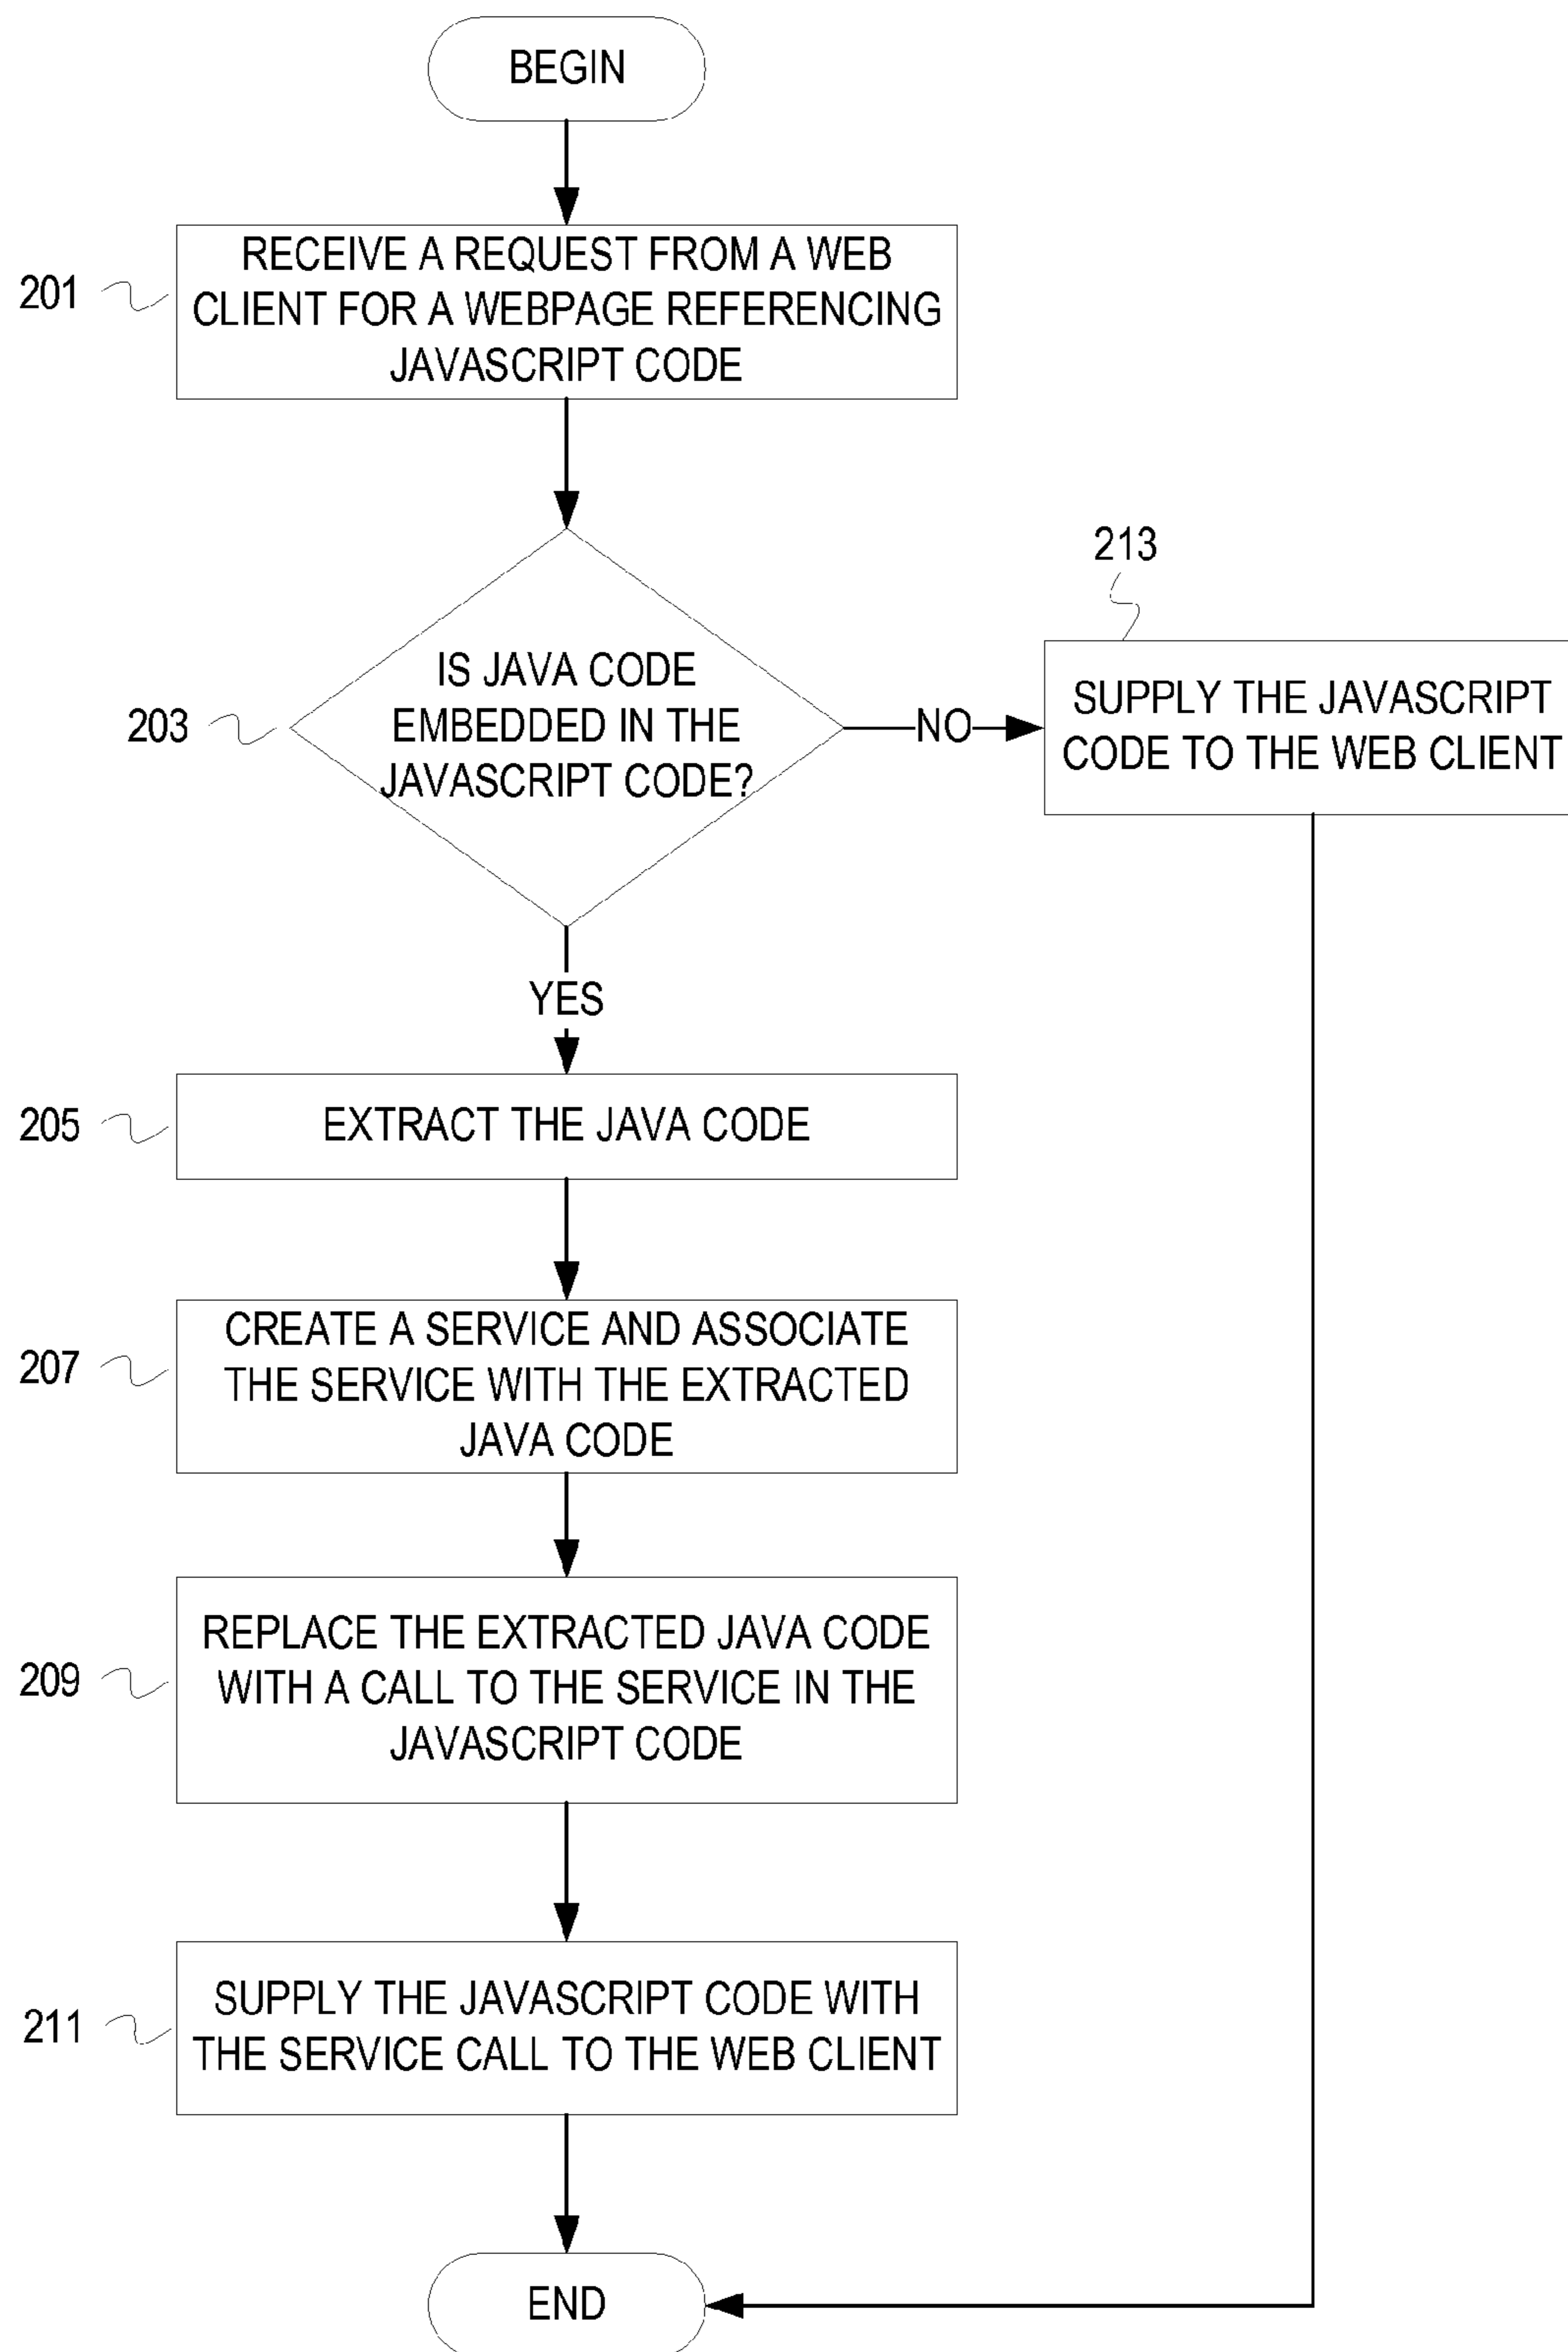 BEGIN
201
RECEIVE A REQUEST FROM A WEB
CLIENT FOR A WEBPAGE REFERENCING
JAVASCRIPT CODE
203
IS JAVA CODE
EMBEDDED IN THE
JAVASCRIPT CODE?
NO
213
SUPPLY THE JAVASCRIPT
CODE TO THE WEB CLIENT
YES
205
EXTRACT THE JAVA CODE
207
CREATE A SERVICE AND ASSOCIATE
THE SERVICE WITH THE EXTRACTED
JAVA CODE
209
REPLACE THE EXTRACTED JAVA CODE
WITH A CALL TO THE SERVICE IN THE
JAVASCRIPT CODE
211
SUPPLY THE JAVASCRIPT CODE WITH
THE SERVICE CALL TO THE WEB CLIENT
END